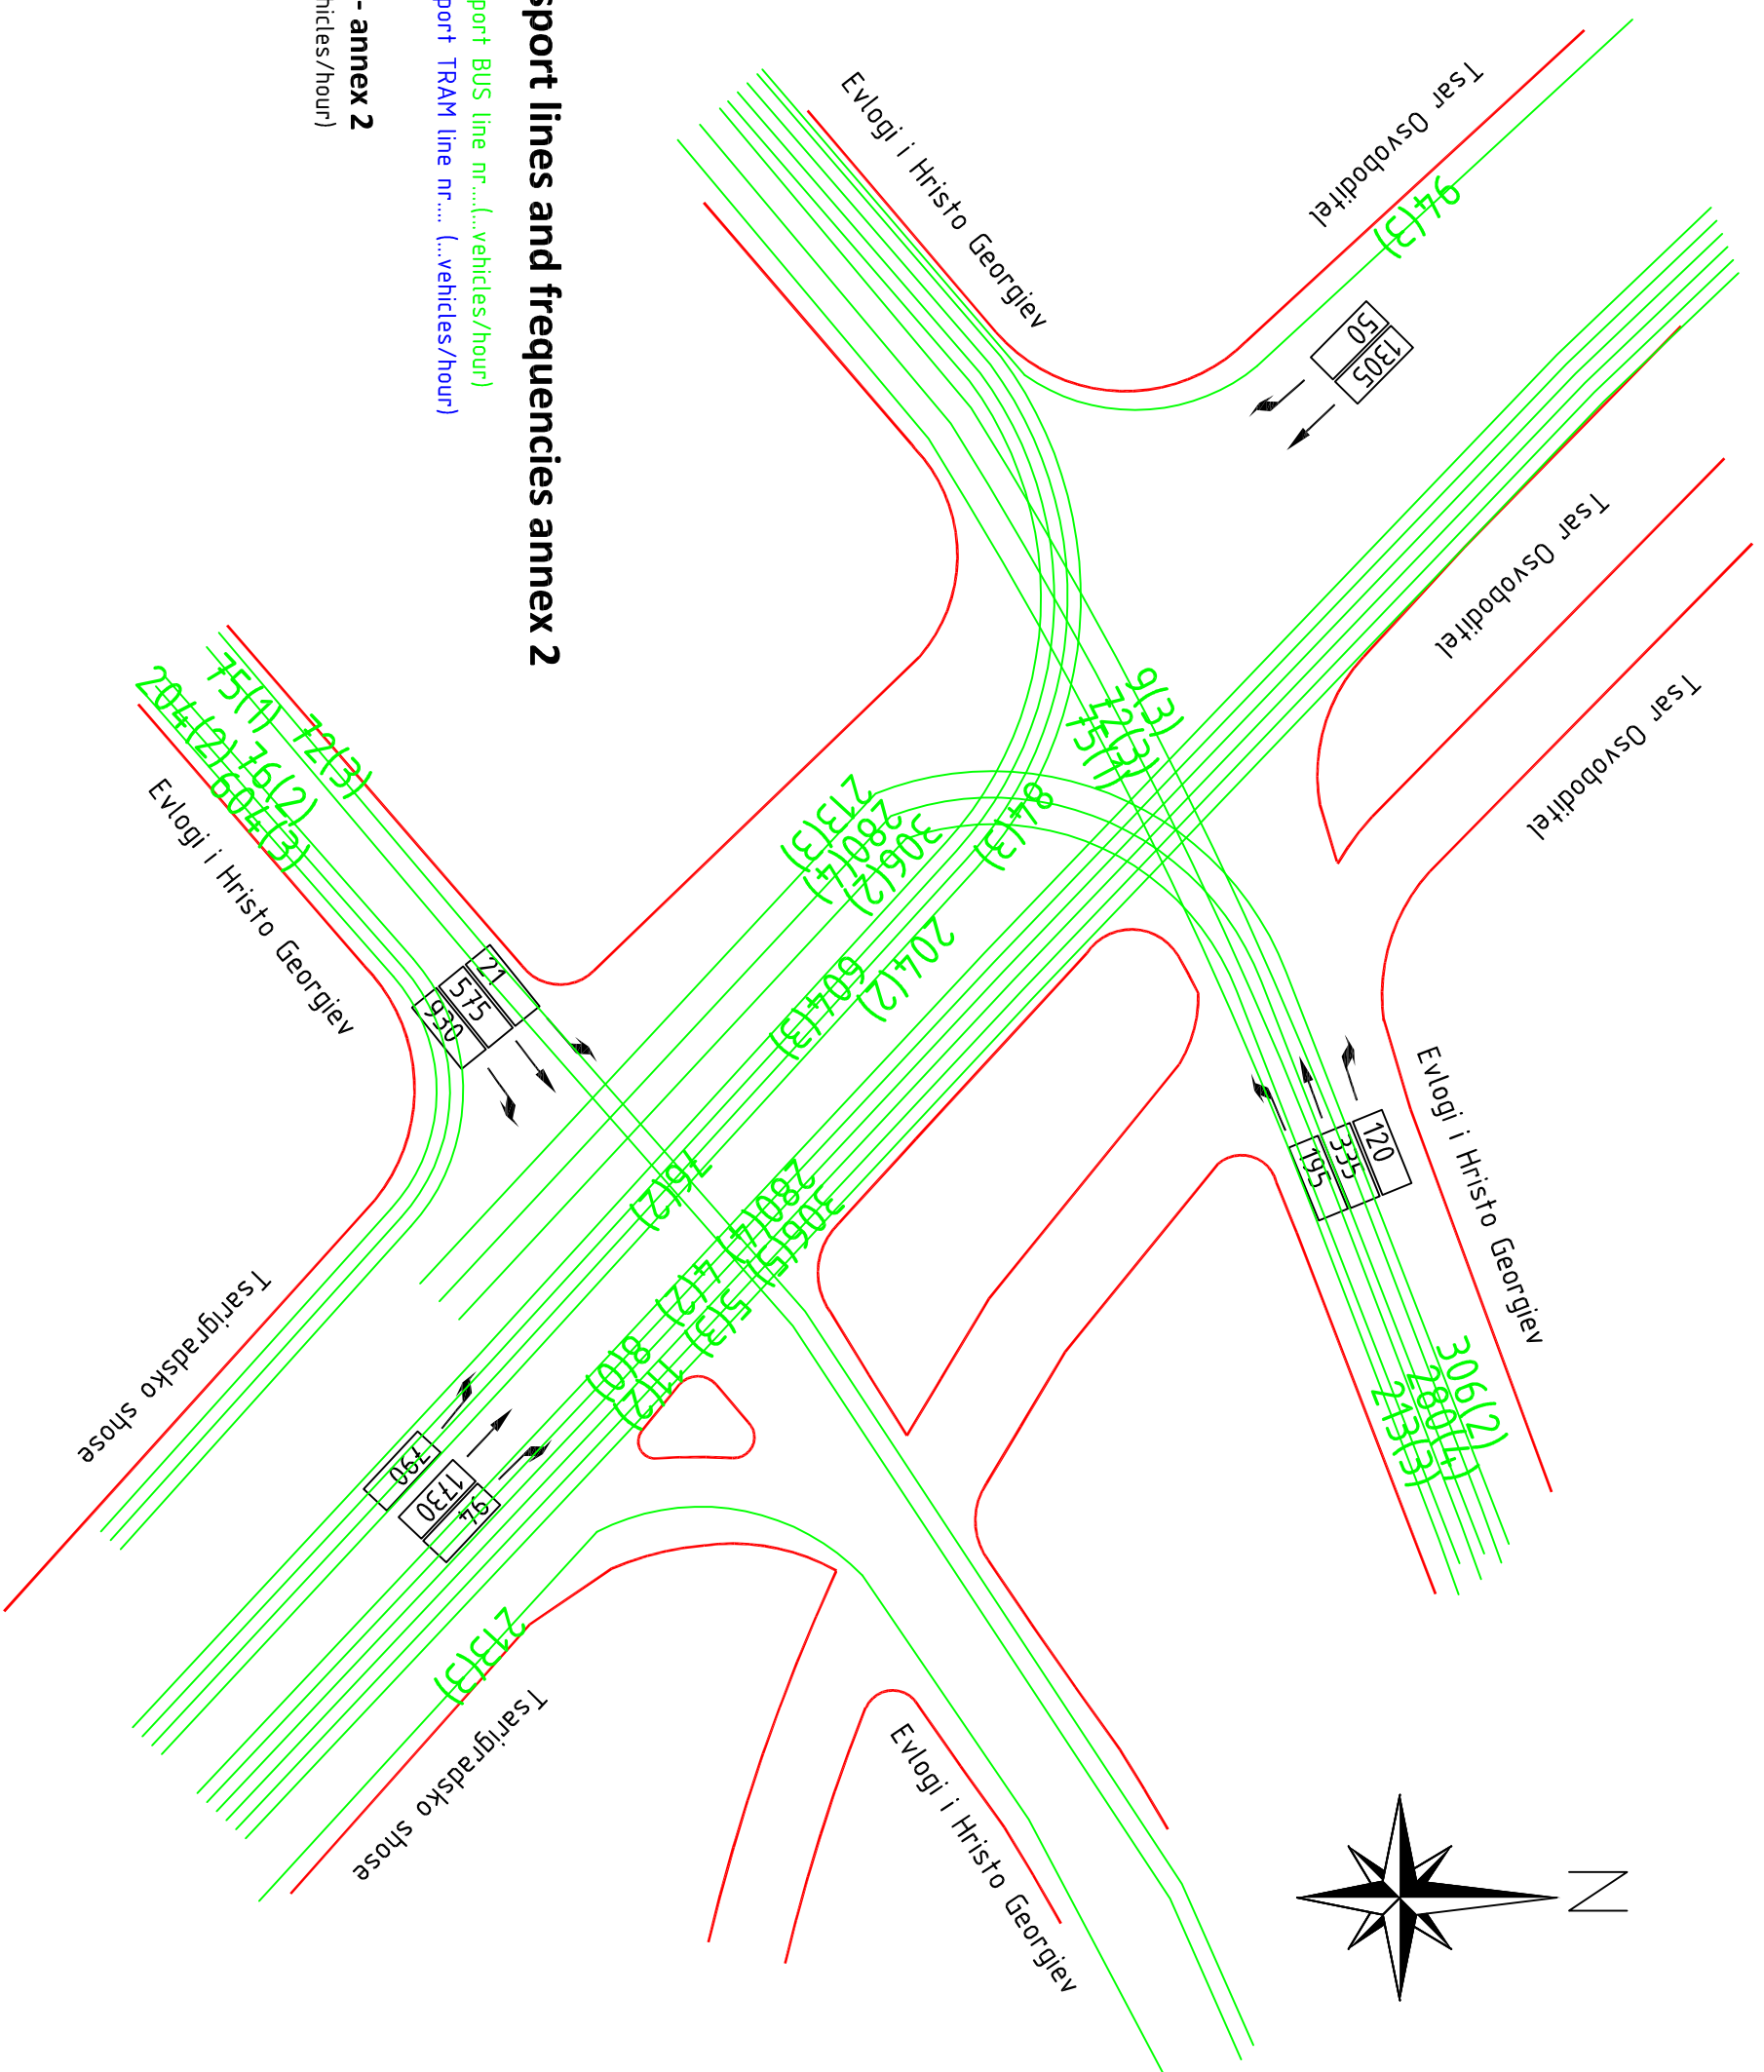 sport lines and frequencies annex 2
port BUS line nr....(...vehicles/hour)
port TRAM line nr.... (...vehicles/hour)
- annex 2
hicles/hour)
Evlogi i Hristo Georgiev
Tsar Osvoboditel
94(3)
50
1305
Tsar Osvoboditel
Tsar Osvoboditel
9(3)
72(3)
75(1)
84(3)
213(3)
280(4)
306(2)
204(2)
604(3)
75(1)
72(3)
204(2)
76(2)
604(3)
Evlogi i Hristo Georgiev
21
575
930
120
335
195
Evlogi i Hristo Georgiev
306(2)
280(4)
213(3)
76(2)
280(4)
306(5)
4(2)
5(3)
8(0)
11(2)
Tsarigradsko shose
790
1730
94
213(3)
Tsarigradsko shose
Evlogi i Hristo Georgiev
N